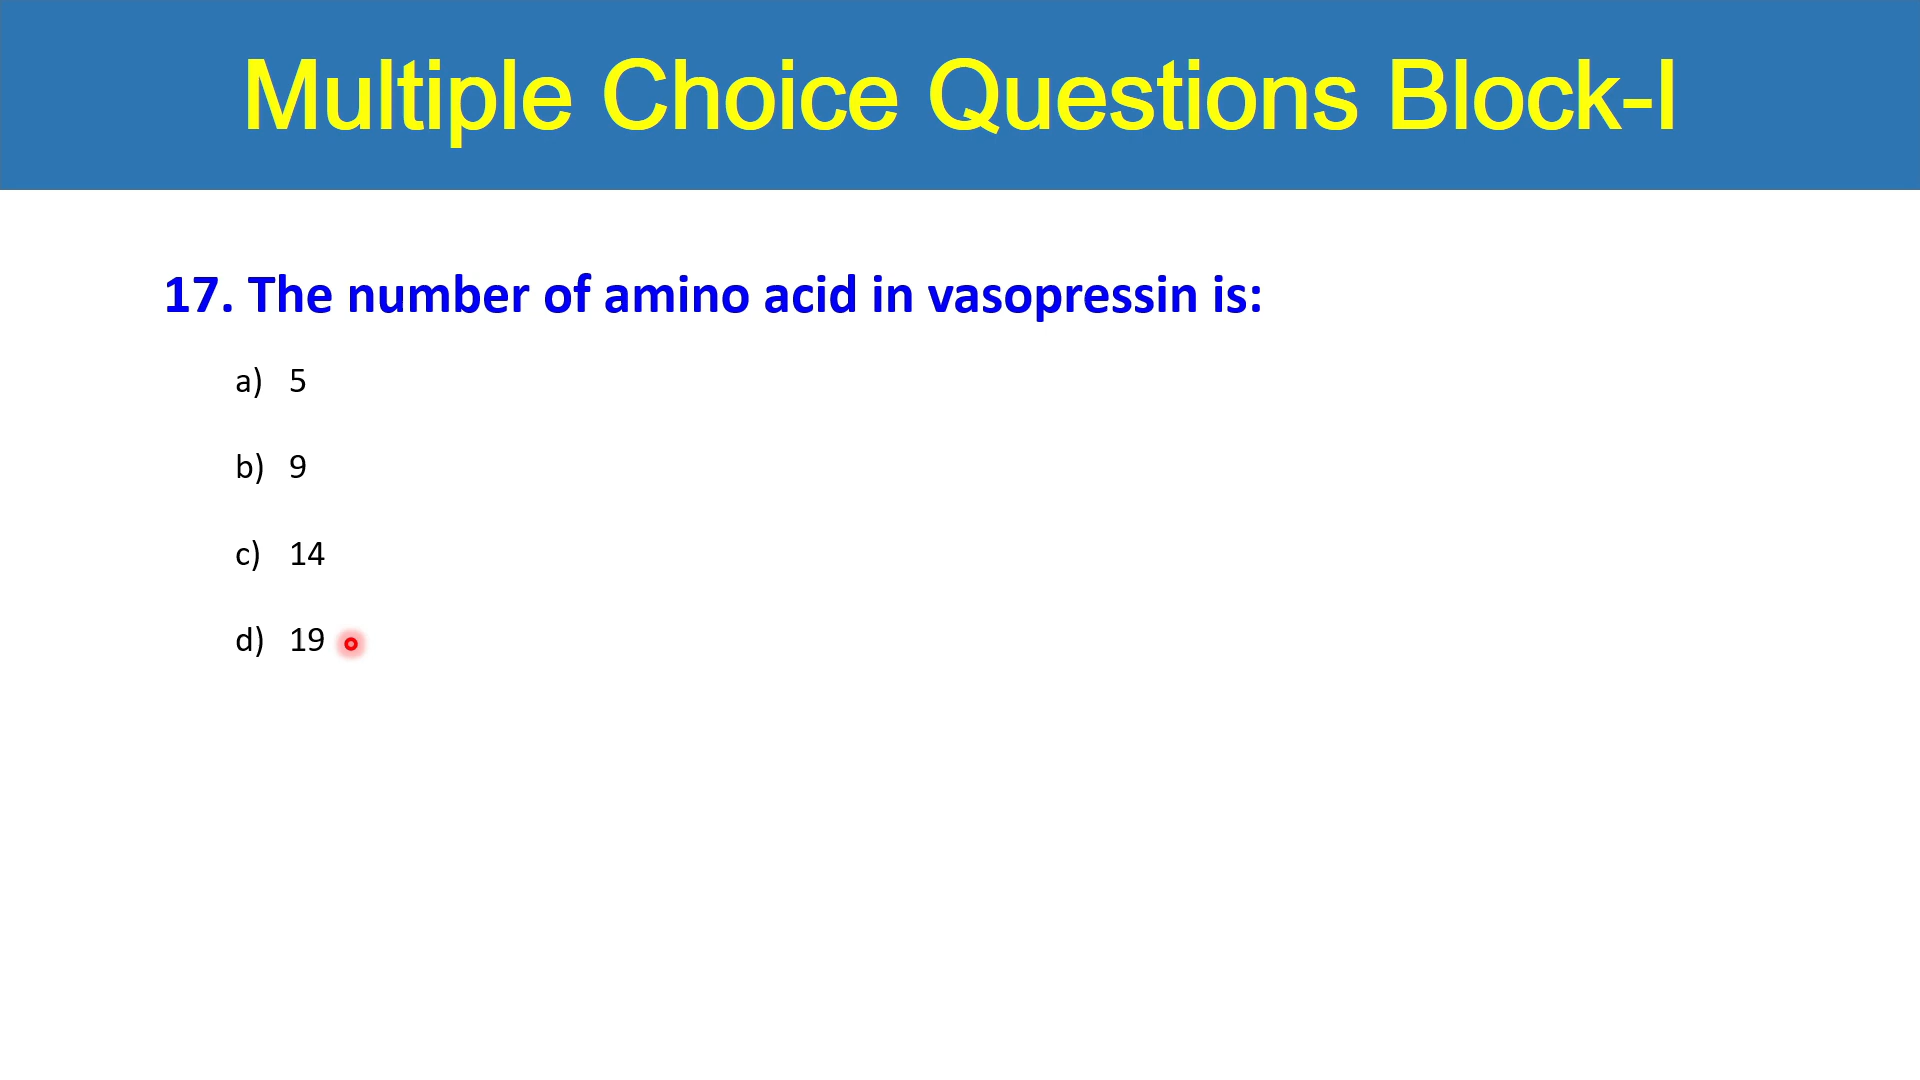 Multiple Choice Questions Block-I
17. The number of amino acid in vasopressin is:
a) 5
b) 9
c) 14
d) 19